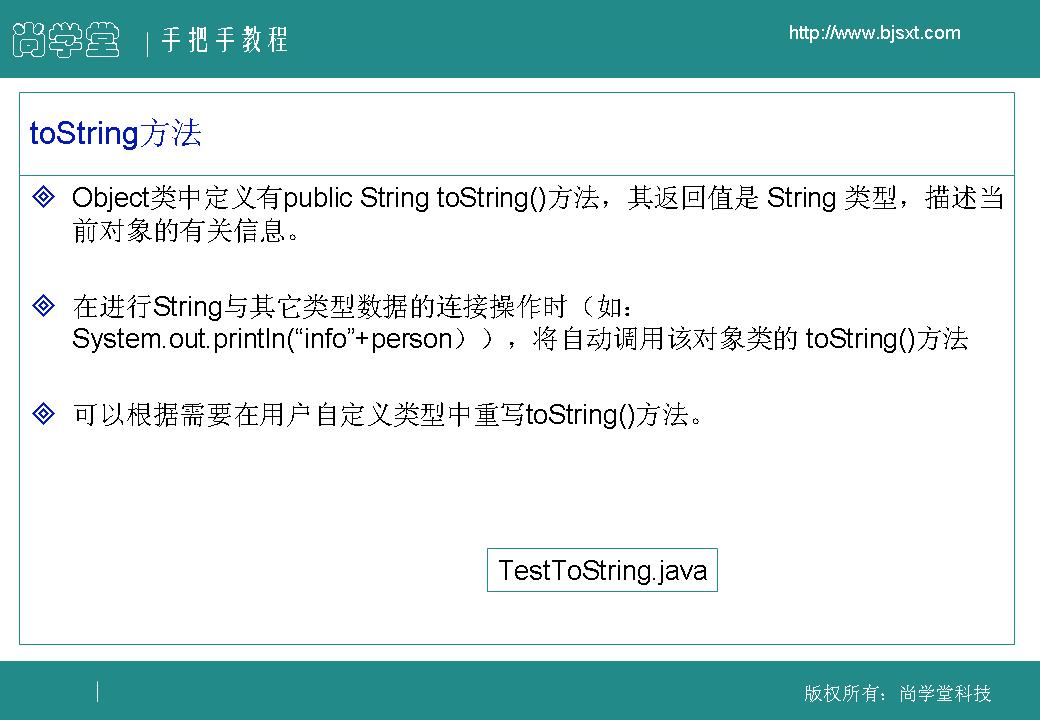 尚学堂 | 手把手教程
http://www.bjsxt.com
toString方法
Object类中定义有public String toString()方法，其返回值是 String 类型，描述当
前对象的有关信息。
在进行String与其它类型数据的连接操作时（如：
System.out.println(“info”+person）），将自动调用该对象类的 toString()方法
可以根据需要在用户自定义类型中重写toString()方法。
TestToString.java
版权所有：尚学堂科技